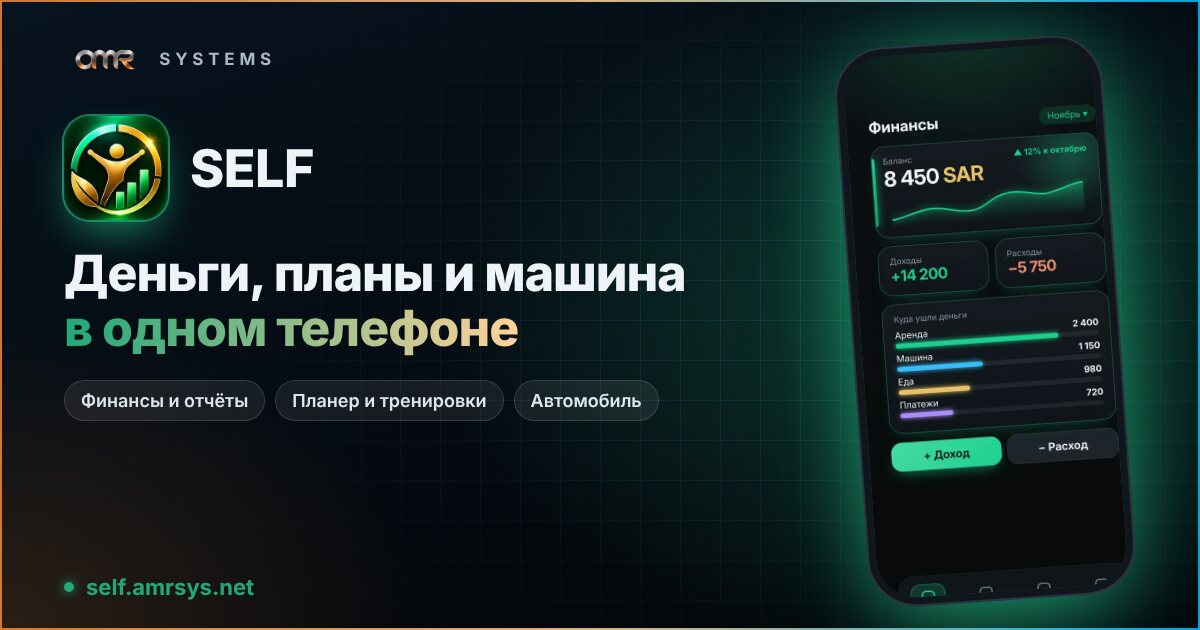 AMR SYSTEMS
SELF
Деньги, планы и машина
в одном телефоне
Финансы и отчёты
Планер и тренировки
Автомобиль
self.amrsys.net
Финансы
Ноябрь ▾
Баланс
▲ 12% к октябрю
8 450 SAR
Доходы
+14 200
Расходы
−5 750
Куда ушли деньги
Аренда 2 400
Машина 1 150
Еда 980
Платежи 720
+ Доход
− Расход